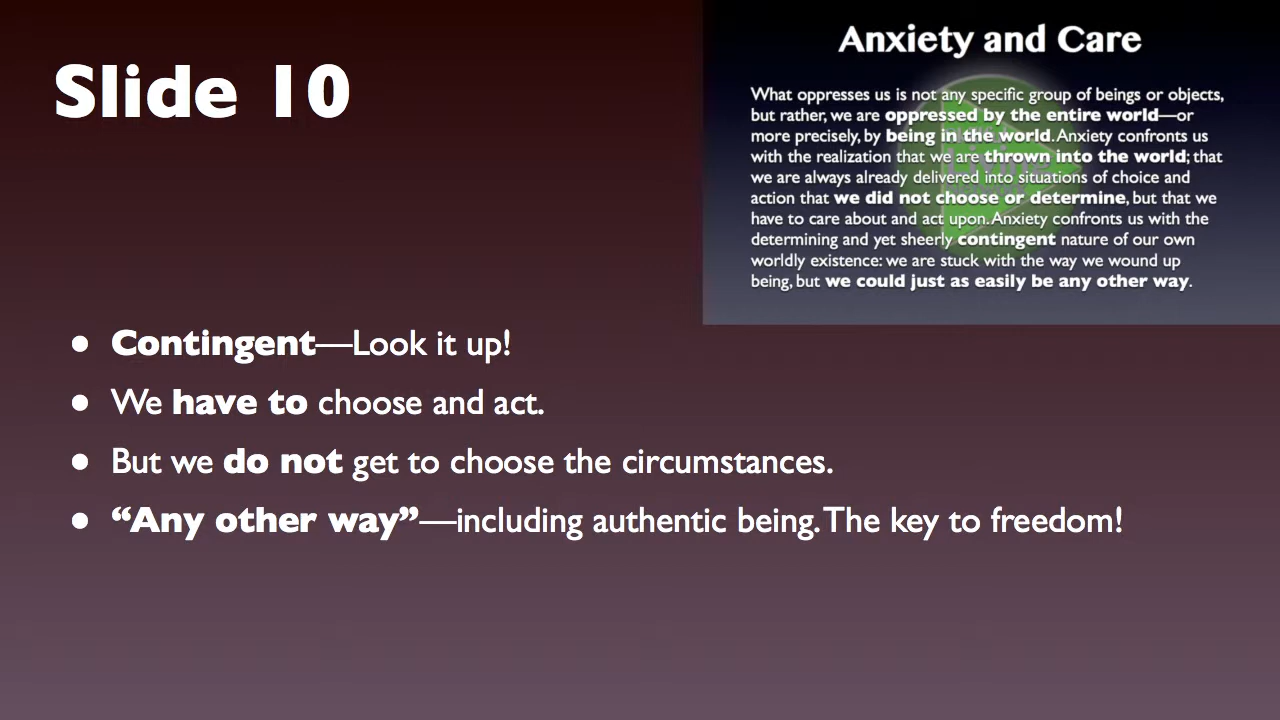 Slide 10
Anxiety and Care
What oppresses us is not any specific group of beings or objects,
but rather, we are oppressed by the entire world—or
more precisely, by being in the world. Anxiety confronts us
with the realization that we are thrown into the world; that
we are always already delivered into situations of choice and
action that we did not choose or determine, but that we
have to care about and act upon. Anxiety confronts us with the
determining and yet sheerly contingent nature of our own
worldly existence: we are stuck with the way we wound up
being, but we could just as easily be any other way.
• Contingent—Look it up!
• We have to choose and act.
• But we do not get to choose the circumstances.
• “Any other way”—including authentic being. The key to freedom!